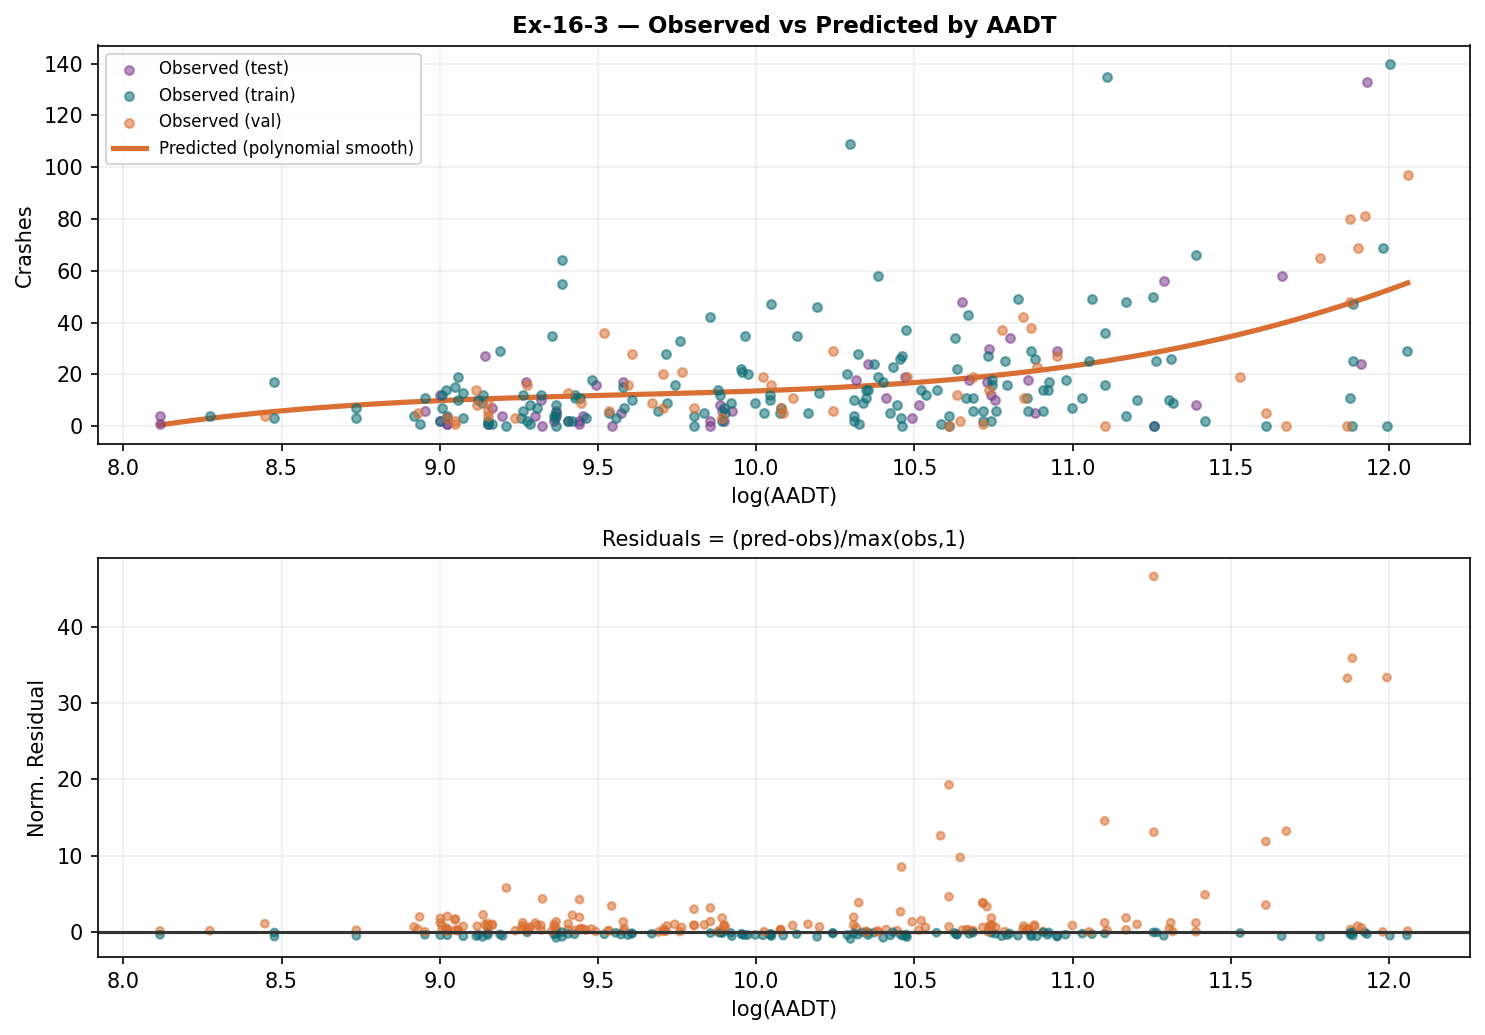 Ex-16-3 — Observed vs Predicted by AADT
Observed (test)
Observed (train)
Observed (val)
Predicted (polynomial smooth)
140
120
100
80
60
40
20
0
Crashes
8.0 8.5 9.0 9.5 10.0 10.5 11.0 11.5 12.0
log(AADT)
Residuals = (pred-obs)/max(obs,1)
40
30
20
10
0
Norm. Residual
8.0 8.5 9.0 9.5 10.0 10.5 11.0 11.5 12.0
log(AADT)